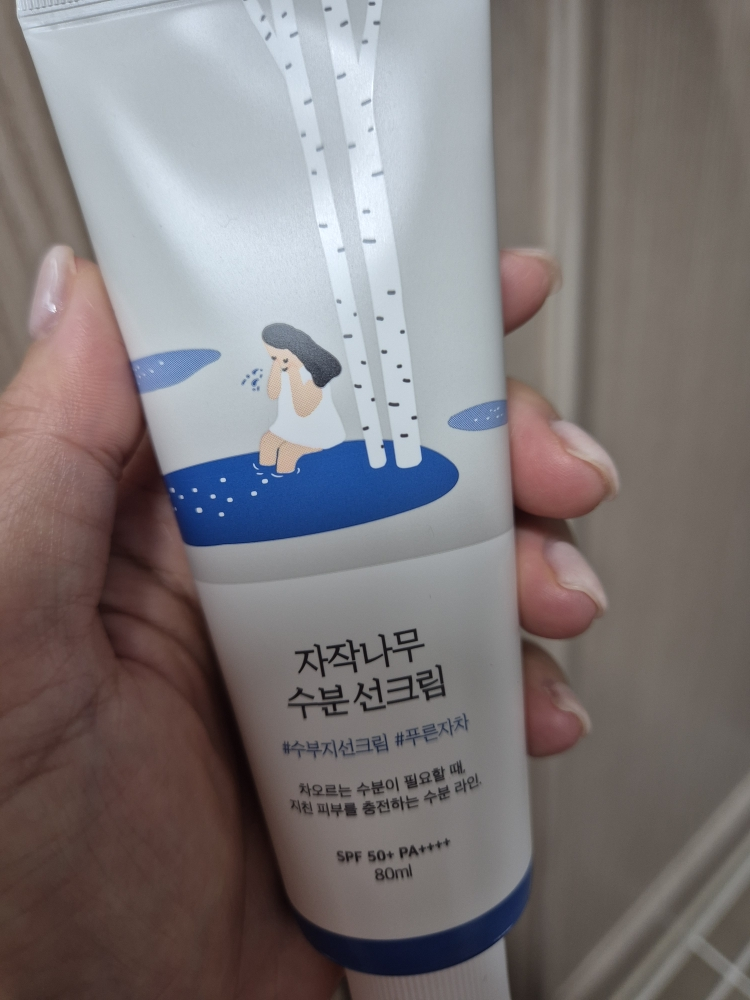 자작나무
수분 선크림
#수부지선크림 #푸른자차
차오르는 수분이 필요할 때,
지친 피부를 충전하는 수분 라인.
SPF 50+ PA++++
80ml